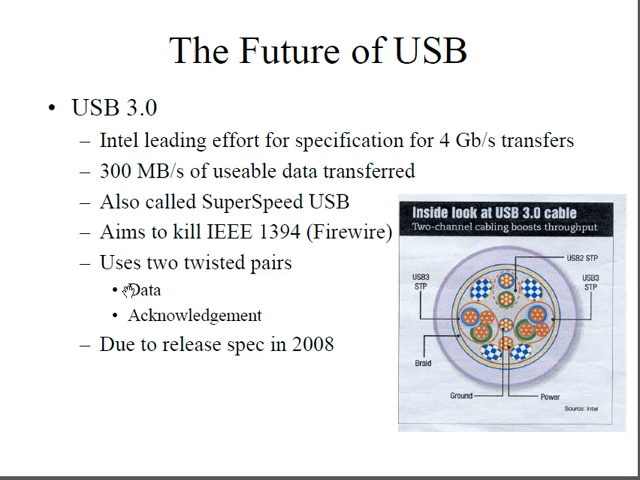 The Future of USB
• USB 3.0
– Intel leading effort for specification for 4 Gb/s transfers
– 300 MB/s of useable data transferred
– Also called SuperSpeed USB
– Aims to kill IEEE 1394 (Firewire)
– Uses two twisted pairs
• Data
• Acknowledgement
– Due to release spec in 2008
Inside look at USB 3.0 cable
Two-channel cabling boosts throughput
USB2 STP
USB3 STP
USB3 STP
Braid
Ground
Power
Source: Intel